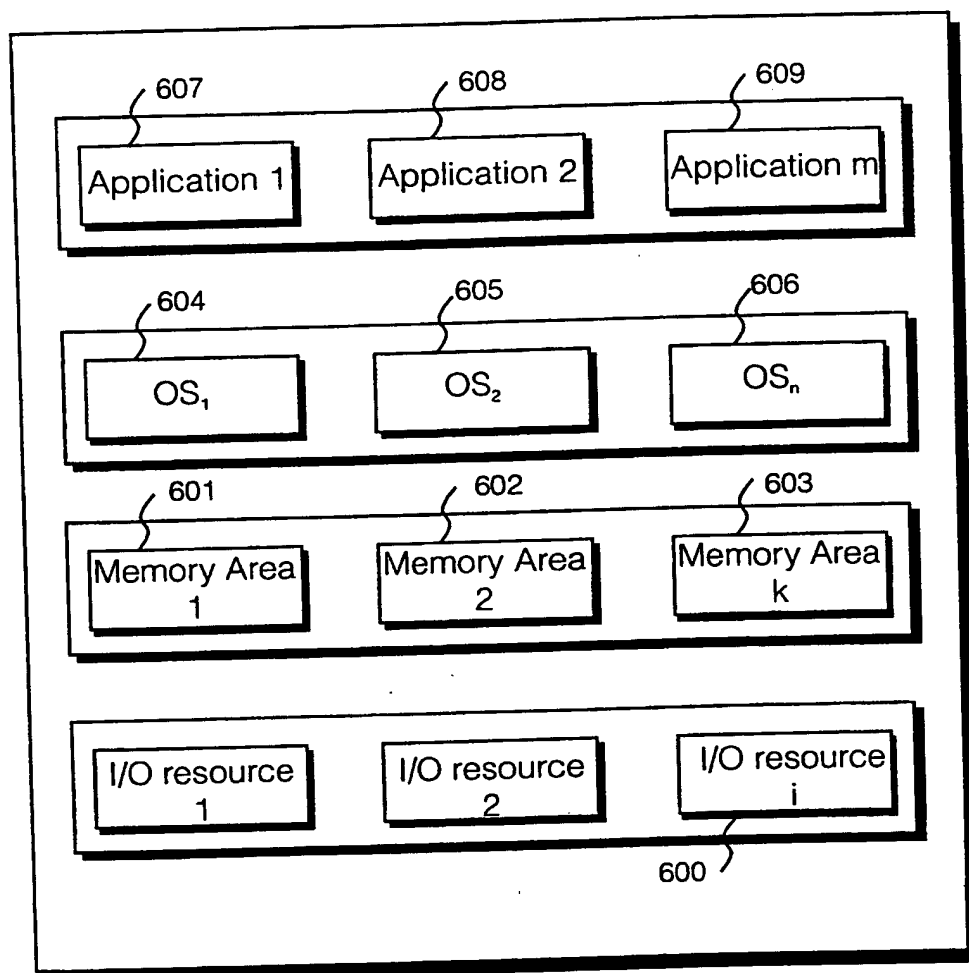 607 608 609
Application 1 Application 2 Application m
604 605 606
OS₁ OS₂ OSₙ
601 602 603
Memory Area 1 Memory Area 2 Memory Area k
I/O resource 1 I/O resource 2 I/O resource i
600